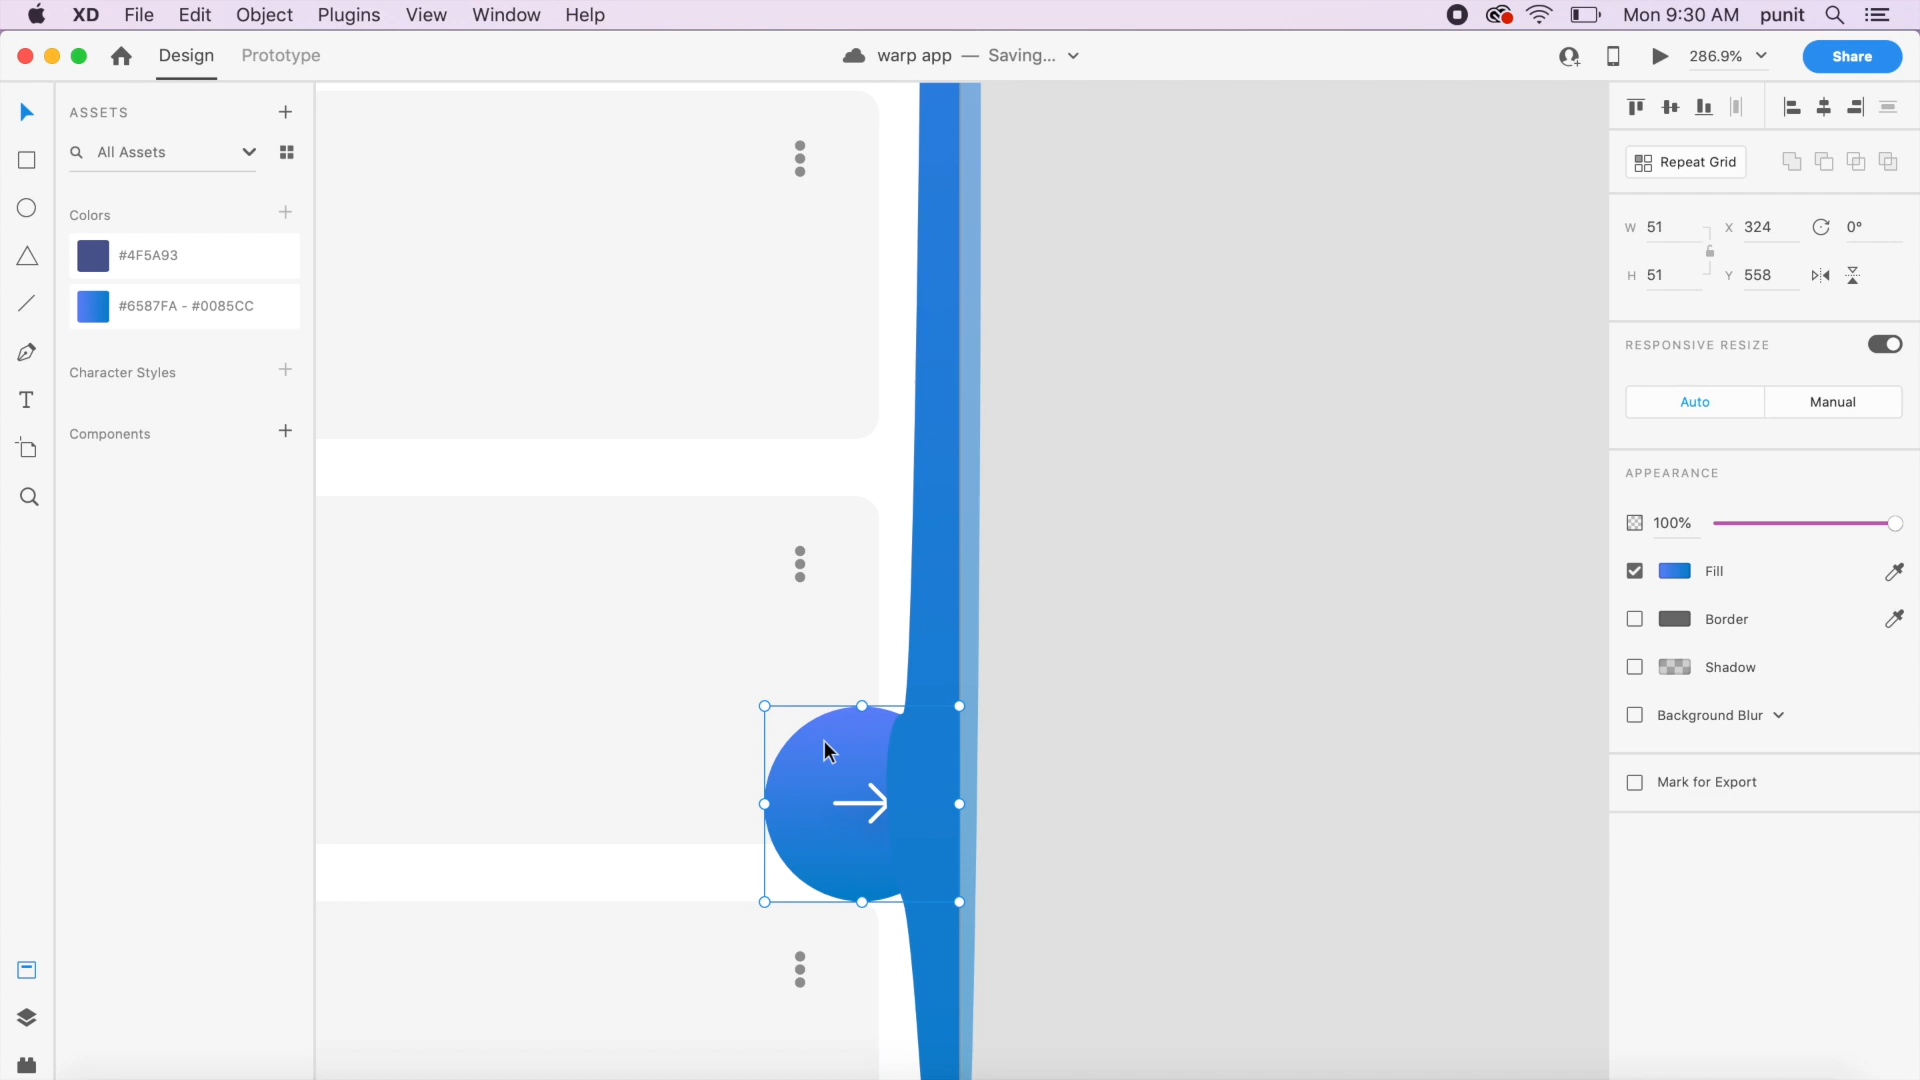 XD File Edit Object Plugins View Window Help Mon 9:30 AM punit
Design Prototype warp app — Saving... 286.9% Share
ASSETS
All Assets
Repeat Grid
Colors
W 51 X 324 0°
#4F5A93
H 51 Y 558
#6587FA - #0085CC
RESPONSIVE RESIZE
Character Styles
Auto Manual
Components
APPEARANCE
100%
Fill
Border
Shadow
Background Blur
Mark for Export